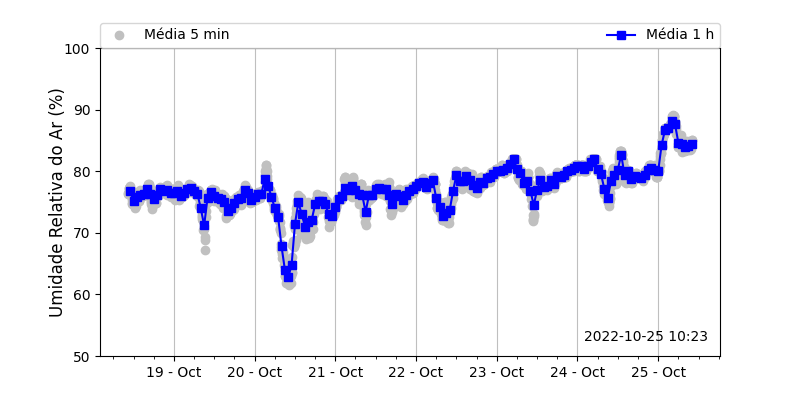 Média 5 min
Média 1 h
100
90
80
70
60
50
Umidade Relativa do Ar (%)
2022-10-25 10:23
19 - Oct
20 - Oct
21 - Oct
22 - Oct
23 - Oct
24 - Oct
25 - Oct